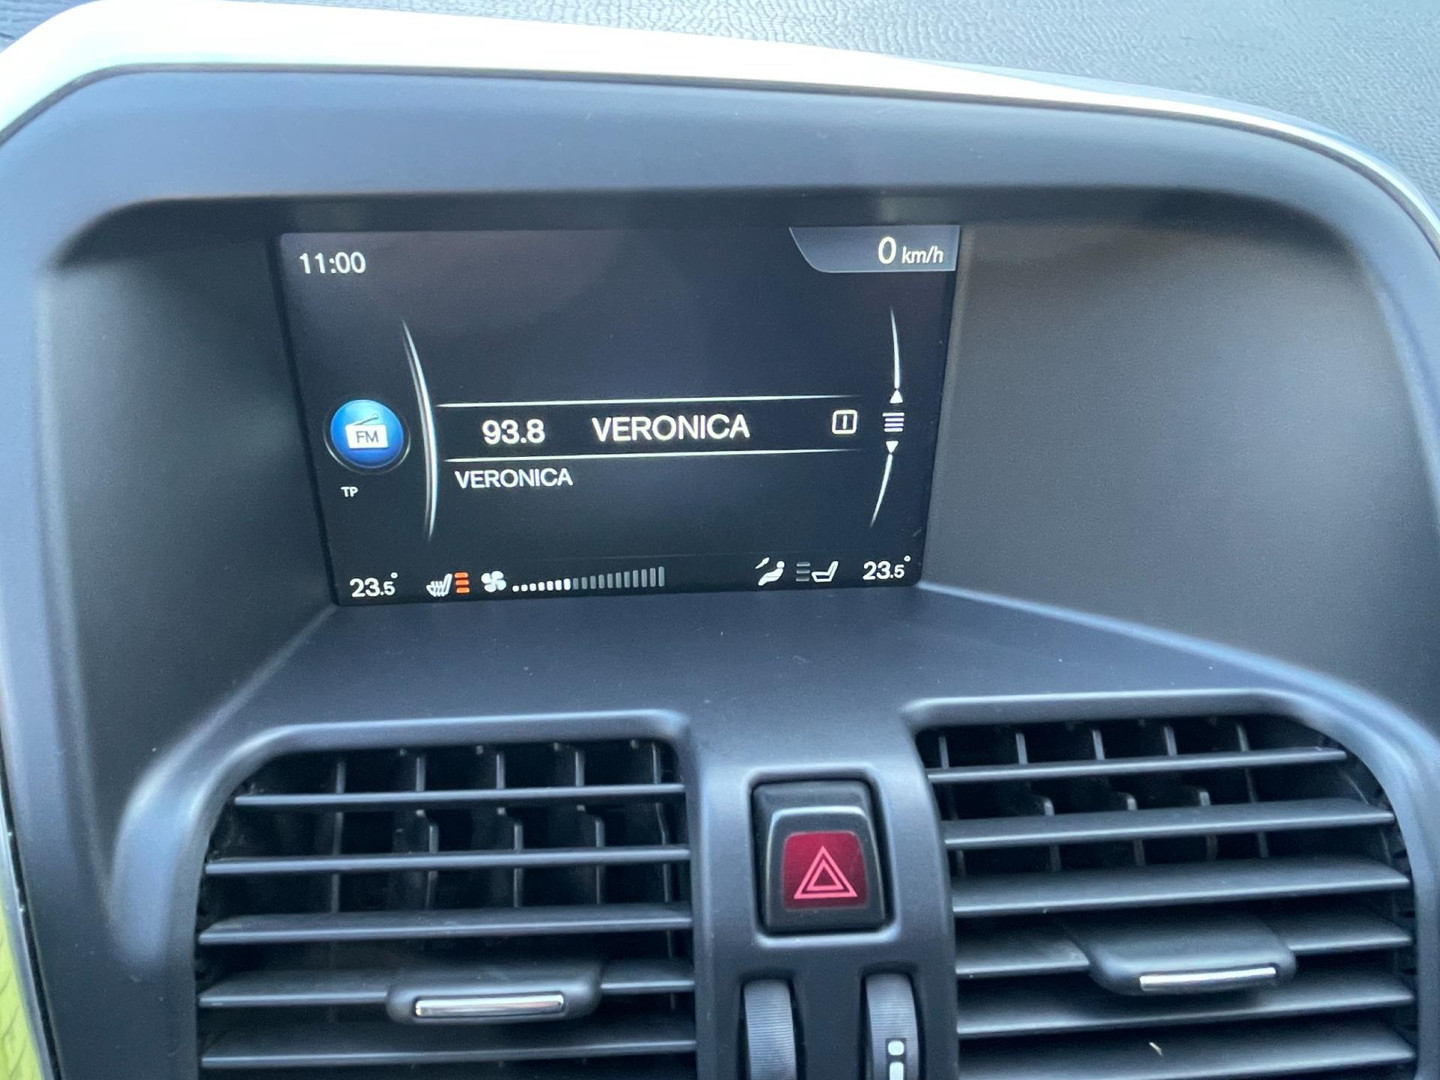 11:00
0 km/h
FM
93.8 VERONICA
VERONICA
TP
23.5°
23.5°